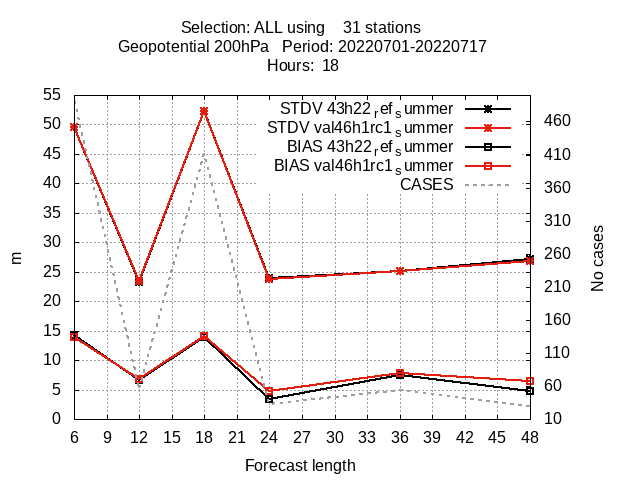 Selection: ALL using    31 stations
Geopotential 200hPa   Period: 20220701-20220717
Hours:  18
STDV 43h22_ref_summer
STDV val46h1rc1_summer
BIAS 43h22_ref_summer
BIAS val46h1rc1_summer
CASES
55
50
45
40
35
30
25
20
15
10
5
0
m
460
410
360
310
260
210
160
110
60
10
No cases
6 9 12 15 18 21 24 27 30 33 36 39 42 45 48
Forecast length